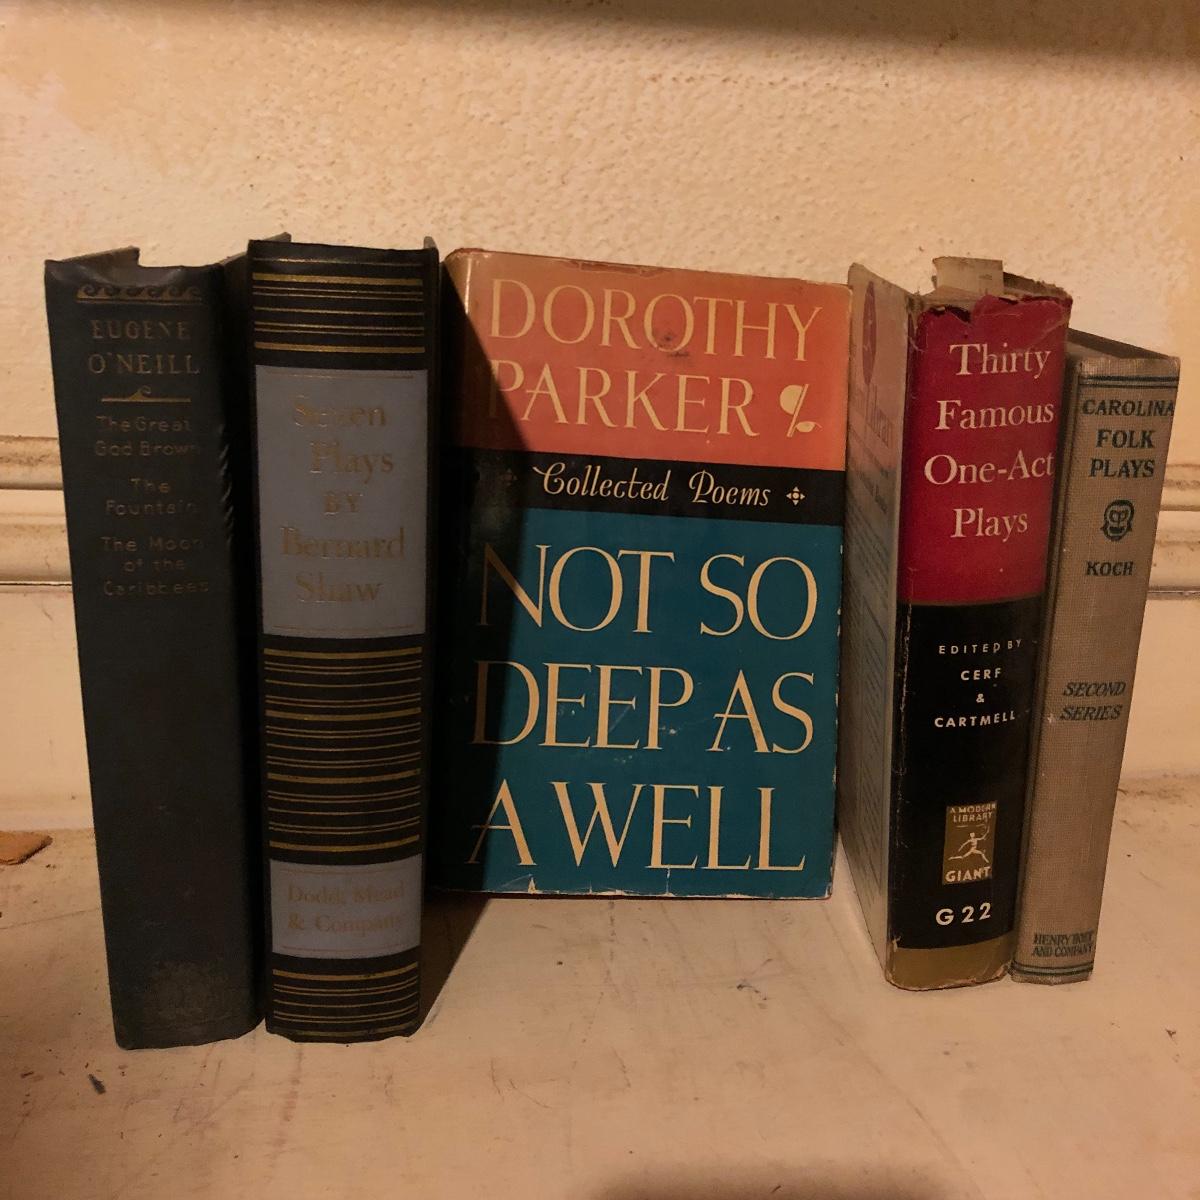 EUGENE
O'NEILL
The Great
God Brown
The
Fountain
The Moon
of the
Caribbees
Seven
Plays
BY
Bernard
Shaw
Dodd, Mead
& Company
DOROTHY
PARKER
Collected Poems
NOT SO
DEEP AS
A WELL
Thirty
Famous
One-Act
Plays
EDITED BY
CERF
&
CARTMELL
A MODERN
LIBRARY
GIANT
G 22
CAROLINA
FOLK
PLAYS
KOCH
SECOND
SERIES
HENRY HOLT
AND COMPANY